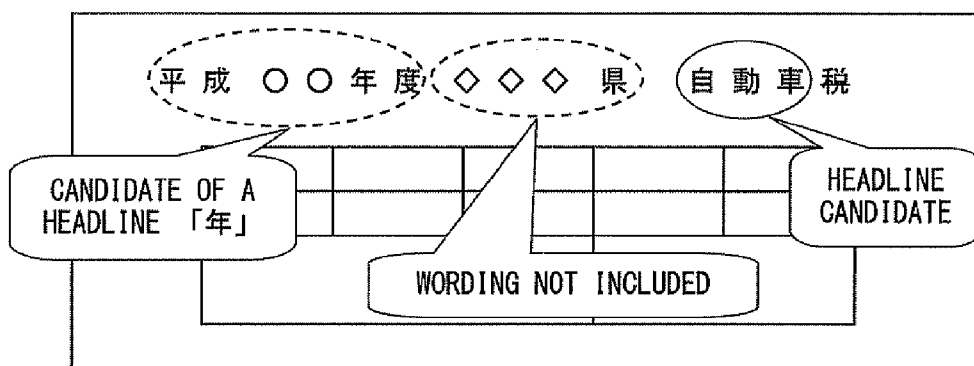 平成 ○○年度 ◇◇◇ 県 自動車税
CANDIDATE OF A
HEADLINE 「年」
WORDING NOT INCLUDED
HEADLINE
CANDIDATE